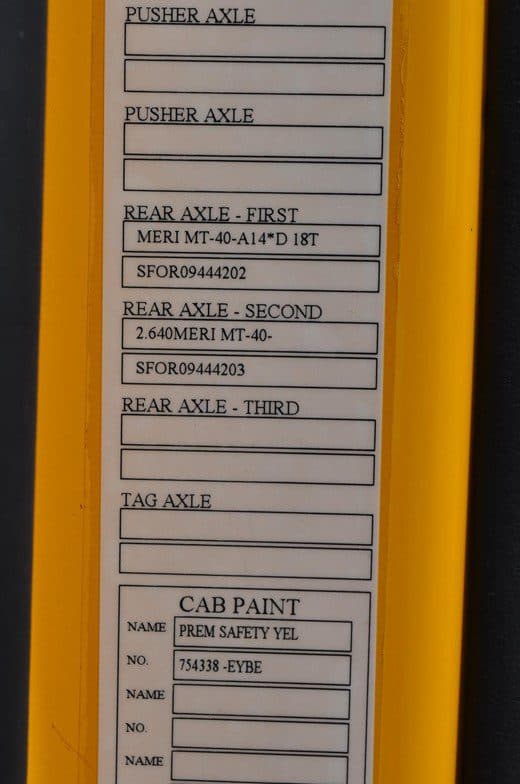 PUSHER AXLE
PUSHER AXLE
REAR AXLE - FIRST
MERI MT-40-A14*D 18T
SFOR09444202
REAR AXLE - SECOND
2.640MERI MT-40-
SFOR09444203
REAR AXLE - THIRD
TAG AXLE
CAB PAINT
NAME PREM SAFETY YEL
NO. 754338 -EYBE
NAME
NO.
NAME